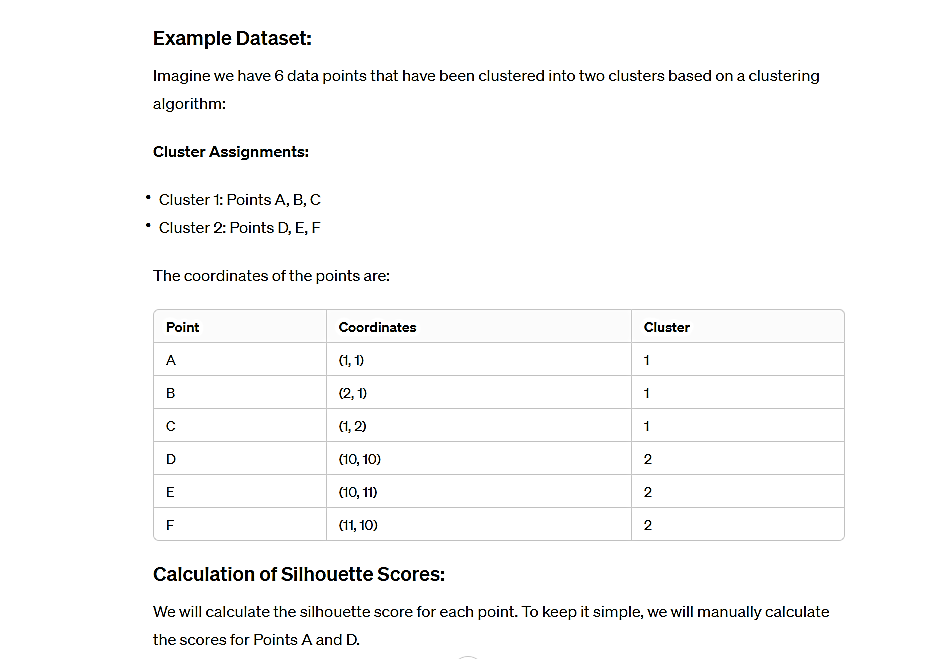 Example Dataset:
Imagine we have 6 data points that have been clustered into two clusters based on a clustering
algorithm:
Cluster Assignments:
• Cluster 1: Points A, B, C
• Cluster 2: Points D, E, F
The coordinates of the points are:
Point Coordinates Cluster
A (1, 1) 1
B (2, 1) 1
C (1, 2) 1
D (10, 10) 2
E (10, 11) 2
F (11, 10) 2
Calculation of Silhouette Scores:
We will calculate the silhouette score for each point. To keep it simple, we will manually calculate
the scores for Points A and D.